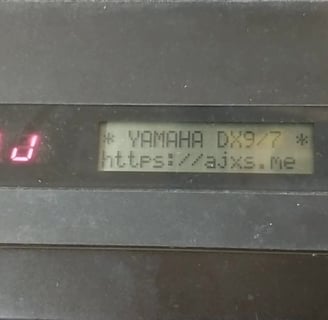 d
* YAMAHA DX9/7 *
https://ajxs.me